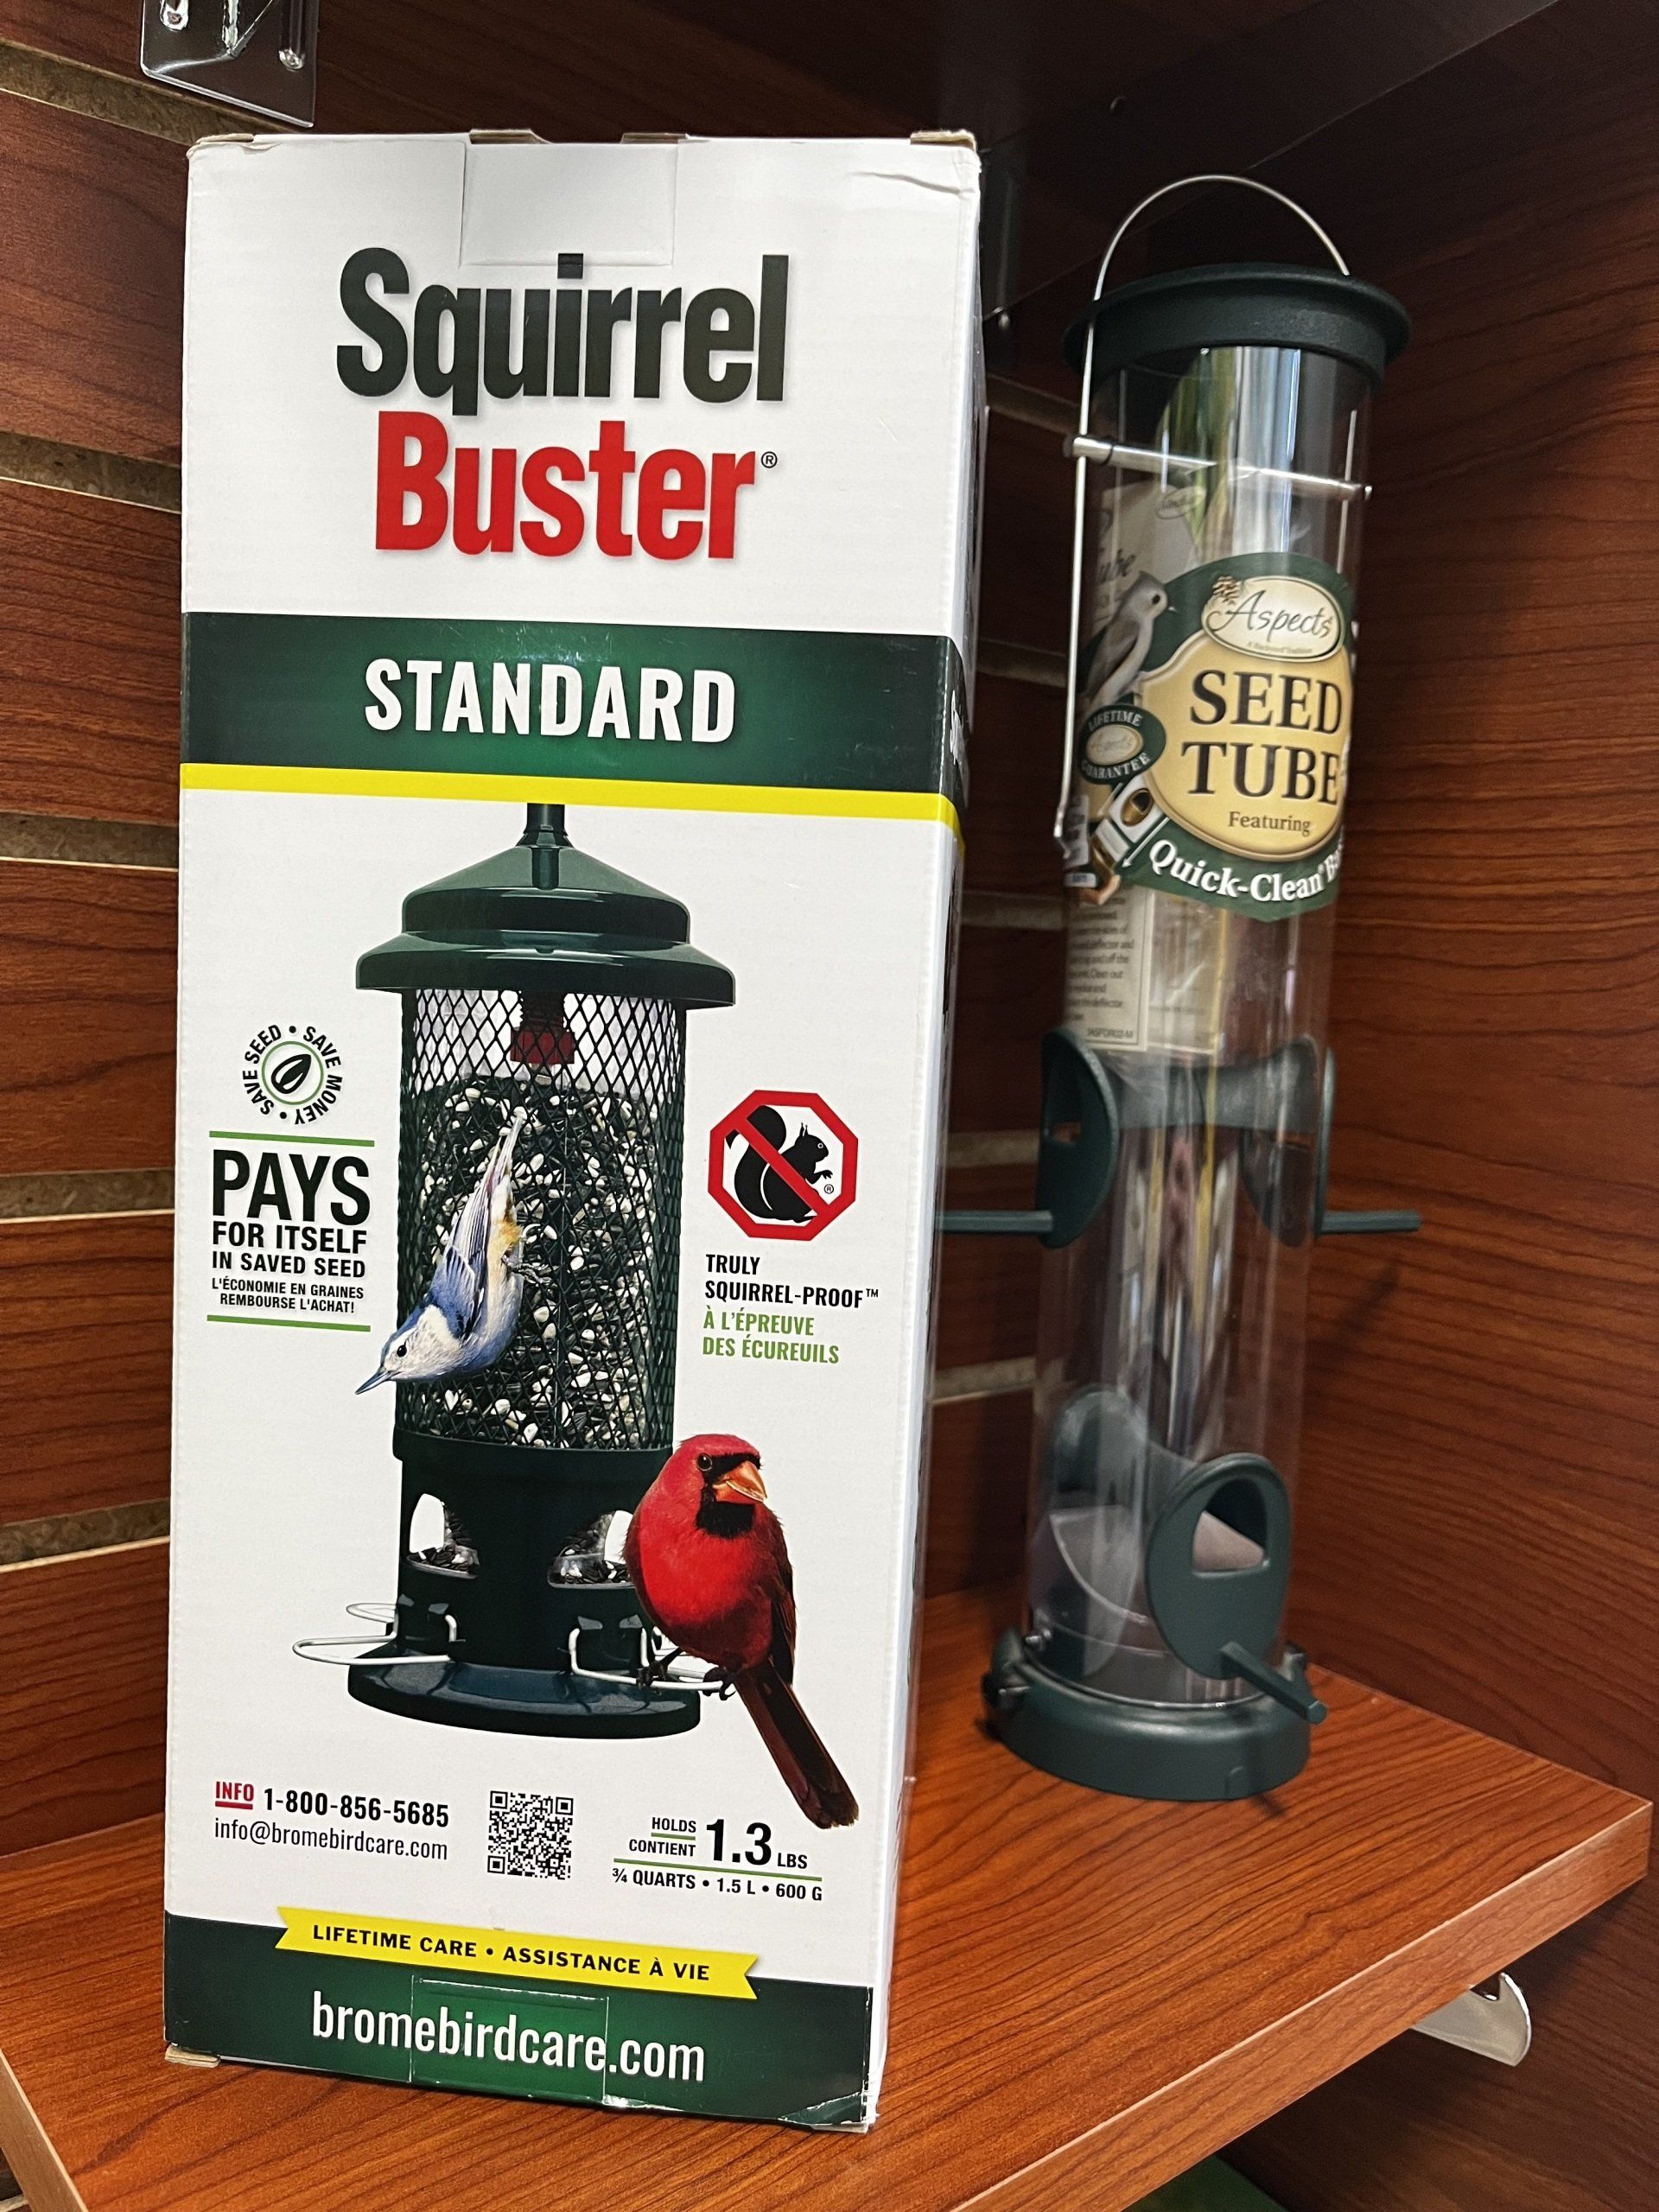 Squirrel
Buster®
STANDARD
SAVE SEED • SAVE MONEY •
PAYS
FOR ITSELF
IN SAVED SEED
L'ÉCONOMIE EN GRAINES
REMBOURSE L'ACHAT!
®
TRULY
SQUIRREL-PROOF™
À L'ÉPREUVE
DES ÉCUREUILS
INFO 1-800-856-5685
info@bromebirdcare.com
HOLDS
CONTIENT
1.3 LBS
¾ QUARTS • 1.5 L • 600 G
LIFETIME CARE • ASSISTANCE À VIE
bromebirdcare.com
Aspects
SEED
TUBE
Featuring
Quick-Clean®
LIFETIME
Aspects
GUARANTEE